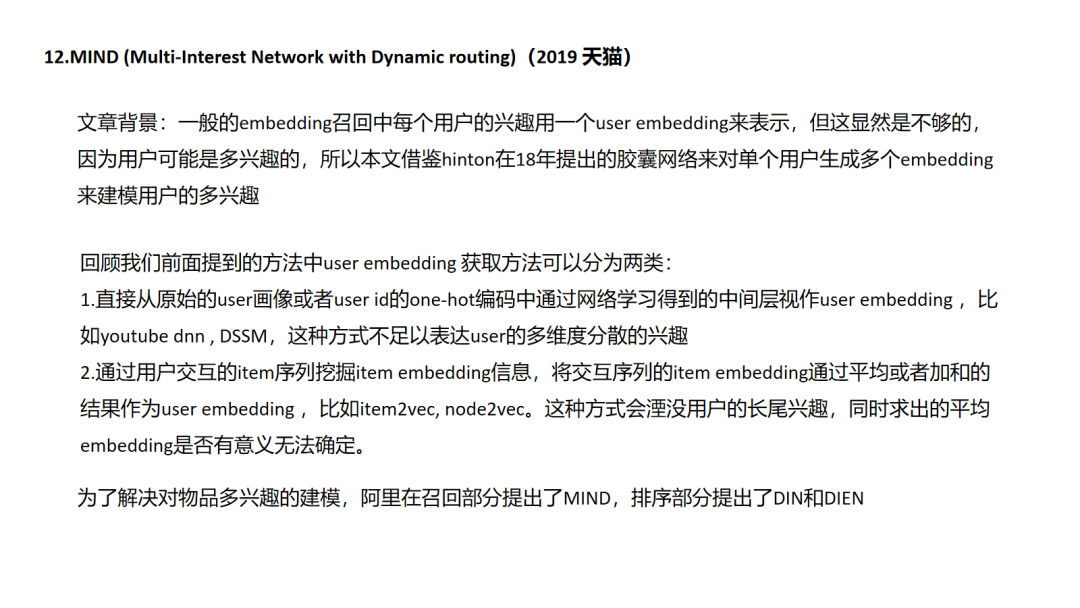 12.MIND (Multi-Interest Network with Dynamic routing)（2019 天猫）
文章背景：一般的embedding召回中每个用户的兴趣用一个user embedding来表示，但这显然是不够的，
因为用户可能是多兴趣的，所以本文借鉴hinton在18年提出的胶囊网络来对单个用户生成多个embedding
来建模用户的多兴趣
回顾我们前面提到的方法中user embedding 获取方法可以分为两类：
1.直接从原始的user画像或者user id的one-hot编码中通过网络学习得到的中间层视作user embedding ，比
如youtube dnn , DSSM，这种方式不足以表达user的多维度分散的兴趣
2.通过用户交互的item序列挖掘item embedding信息，将交互序列的item embedding通过平均或者加和的
结果作为user embedding ，比如item2vec, node2vec。这种方式会湮没用户的长尾兴趣，同时求出的平均
embedding是否有意义无法确定。
为了解决对物品多兴趣的建模，阿里在召回部分提出了MIND，排序部分提出了DIN和DIEN